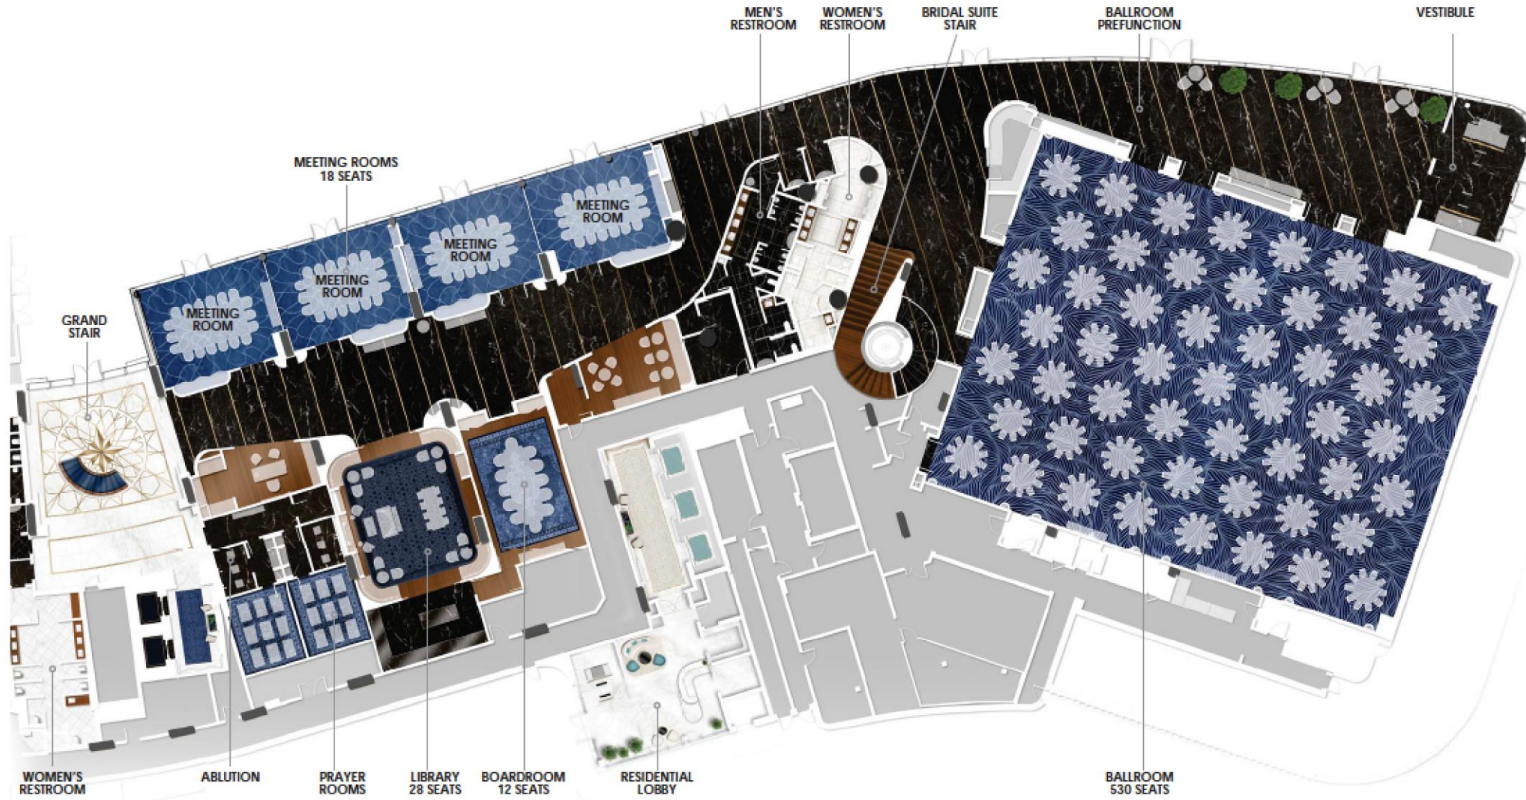 MEN'S
RESTROOM
WOMEN'S
RESTROOM
BRIDAL SUITE
STAIR
BALLROOM
PREFUNCTION
VESTIBULE
MEETING ROOMS
18 SEATS
MEETING
ROOM
MEETING
ROOM
MEETING
ROOM
MEETING
ROOM
GRAND
STAIR
WOMEN'S
RESTROOM
ABLUTION
PRAYER
ROOMS
LIBRARY
28 SEATS
BOARDROOM
12 SEATS
RESIDENTIAL
LOBBY
BALLROOM
530 SEATS